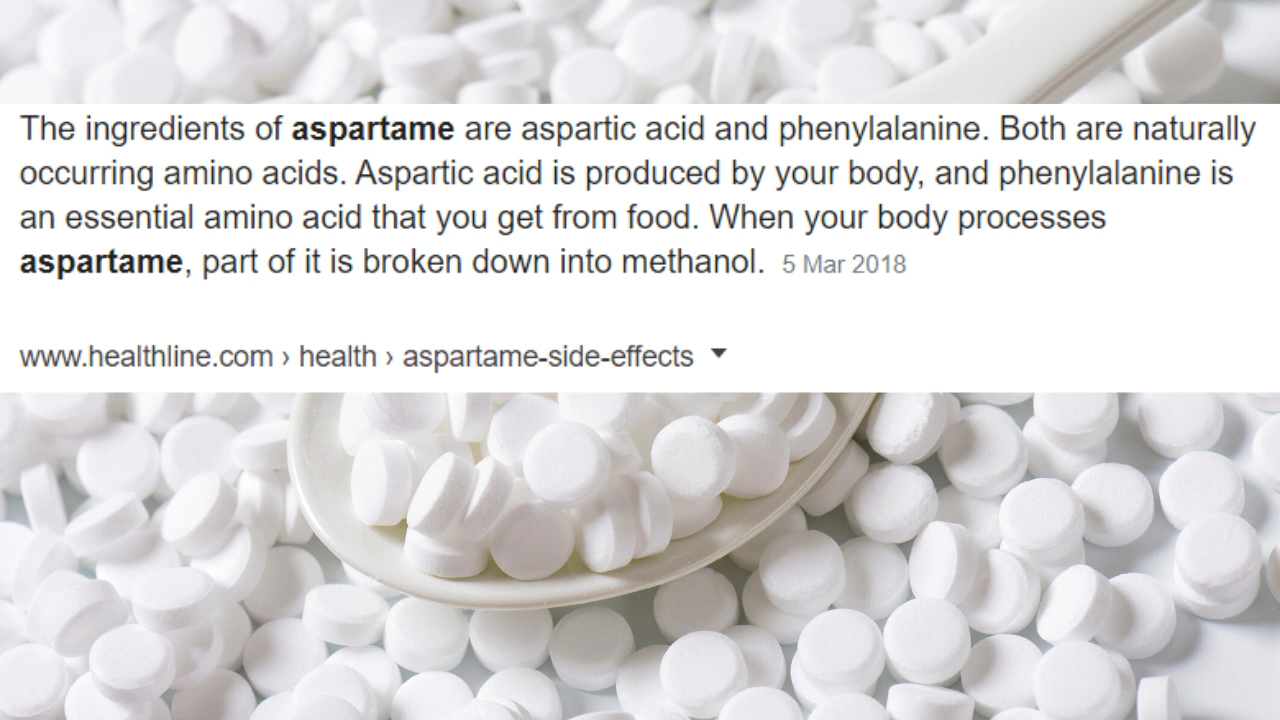 The ingredients of aspartame are aspartic acid and phenylalanine. Both are naturally
occurring amino acids. Aspartic acid is produced by your body, and phenylalanine is
an essential amino acid that you get from food. When your body processes
aspartame, part of it is broken down into methanol. 5 Mar 2018
www.healthline.com › health › aspartame-side-effects